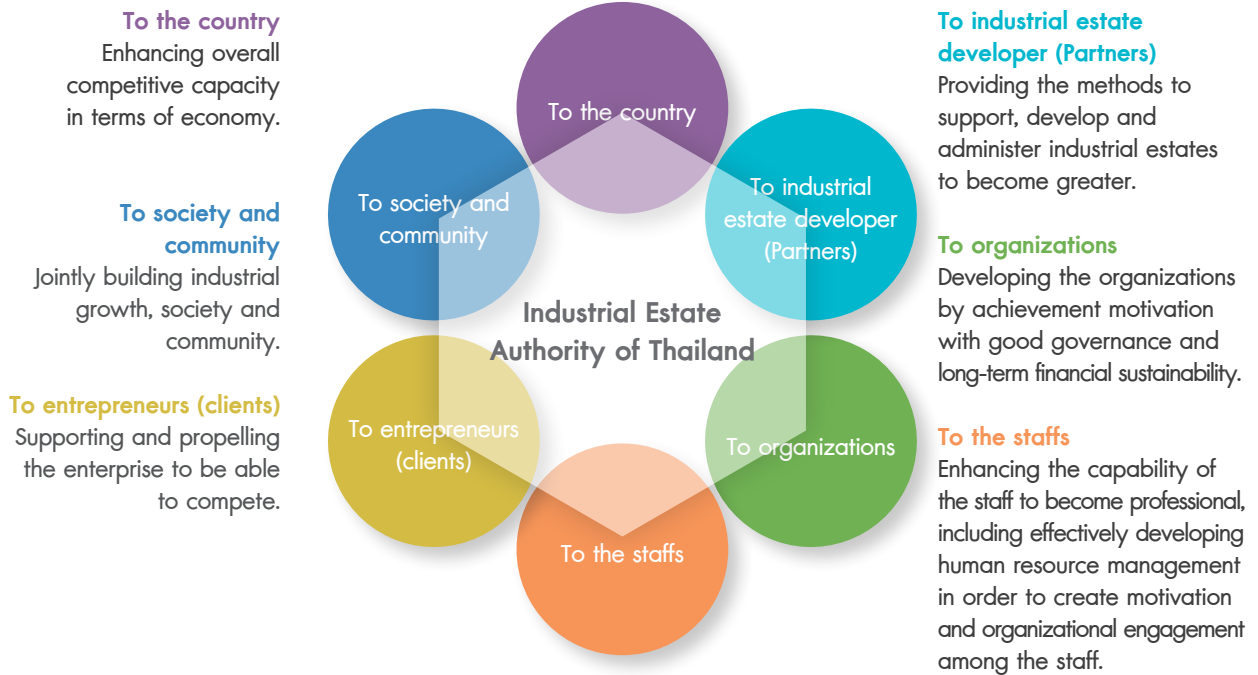 To the country
Enhancing overall
competitive capacity
in terms of economy.
To society and
community
Jointly building industrial
growth, society and
community.
To entrepreneurs (clients)
Supporting and propelling
the enterprise to be able
to compete.
To the country
To society and
community
To industrial
estate developer
(Partners)
Industrial Estate
Authority of Thailand
To entrepreneurs
(clients)
To organizations
To the staffs
To industrial estate
developer (Partners)
Providing the methods to
support, develop and
administer industrial estates
to become greater.
To organizations
Developing the organizations
by achievement motivation
with good governance and
long-term financial sustainability.
To the staffs
Enhancing the capability of
the staff to become professional,
including effectively developing
human resource management
in order to create motivation
and organizational engagement
among the staff.